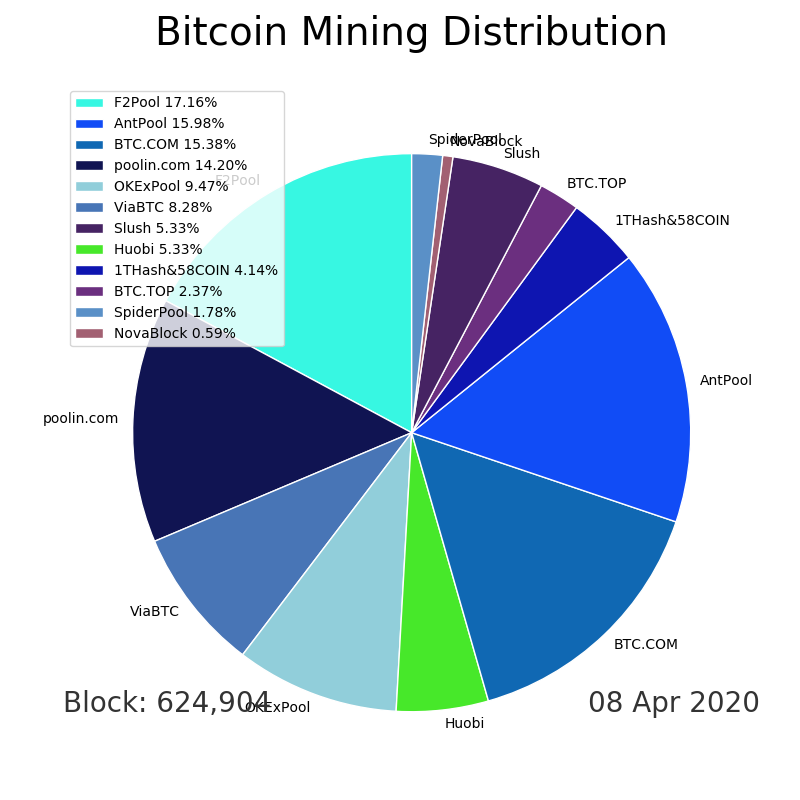 Bitcoin Mining Distribution
F2Pool 17.16%
AntPool 15.98%
BTC.COM 15.38%
poolin.com 14.20%
OKExPool 9.47%
ViaBTC 8.28%
Slush 5.33%
Huobi 5.33%
1THash&58COIN 4.14%
BTC.TOP 2.37%
SpiderPool 1.78%
NovaBlock 0.59%
SpiderPool
NovaBlock
Slush
BTC.TOP
F2Pool
1THash&58COIN
AntPool
poolin.com
ViaBTC
BTC.COM
Block: 624,904
OKExPool
Huobi
08 Apr 2020